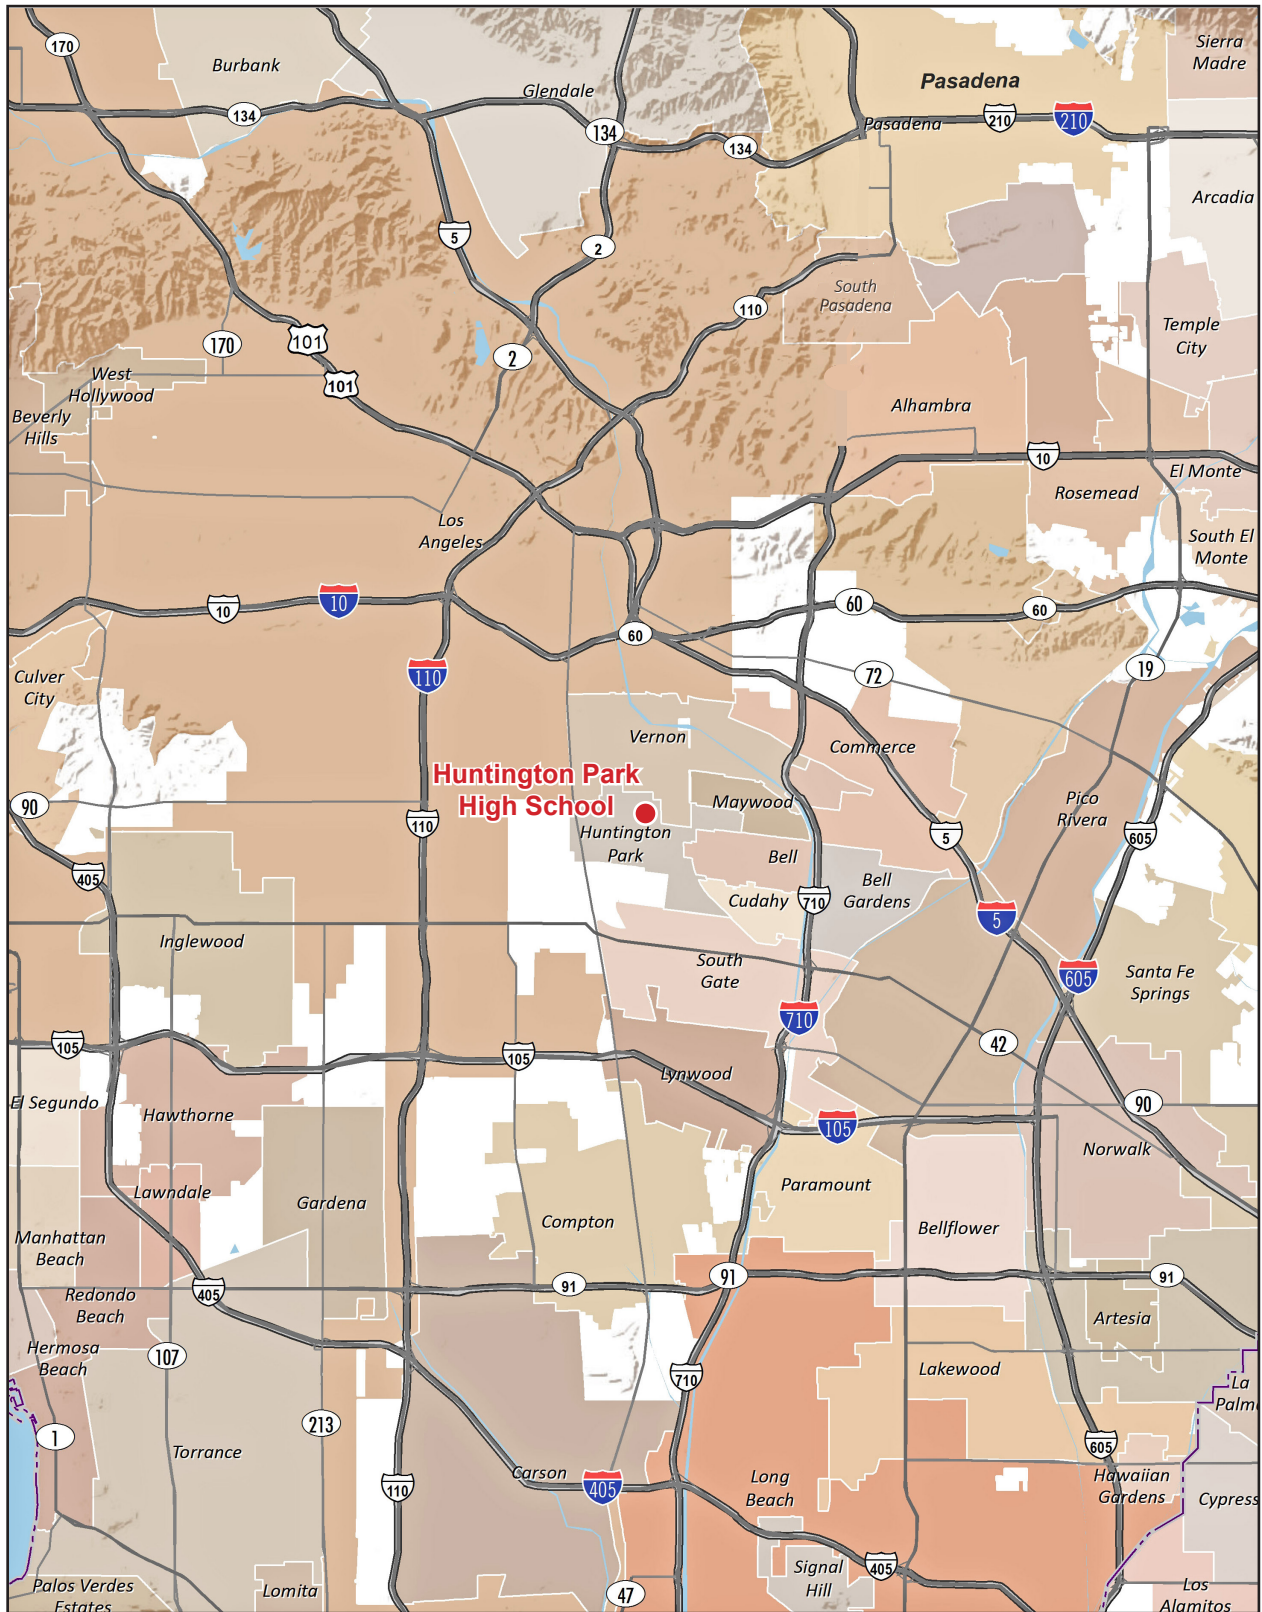 170
Burbank
Sierra
Madre
Glendale
Pasadena
134
134
134
Pasadena
210
210
Arcadia
5
2
South
Pasadena
110
Temple
City
170
101
2
101
West
Hollywood
Beverly
Hills
Alhambra
10
El Monte
Rosemead
Los
Angeles
South El
Monte
10
10
60
60
60
Culver
City
110
72
19
Vernon
Commerce
Huntington Park
High School
Maywood
90
110
Huntington
Park
Pico
Rivera
5
605
Bell
405
Cudahy
710
Bell
Gardens
5
Inglewood
South
Gate
605
Santa Fe
Springs
710
105
105
42
Lynwood
El Segundo
Hawthorne
105
90
Norwalk
Lawndale
Gardena
Paramount
Compton
Bellflower
Manhattan
Beach
405
91
91
91
Redondo
Beach
Artesia
Hermosa
Beach
107
710
Lakewood
La
Palma
1
213
Torrance
605
110
Carson
405
Long
Beach
Hawaiian
Gardens
Cypress
Signal
Hill
405
Palos Verdes
Estates
Lomita
47
Los
Alamitos